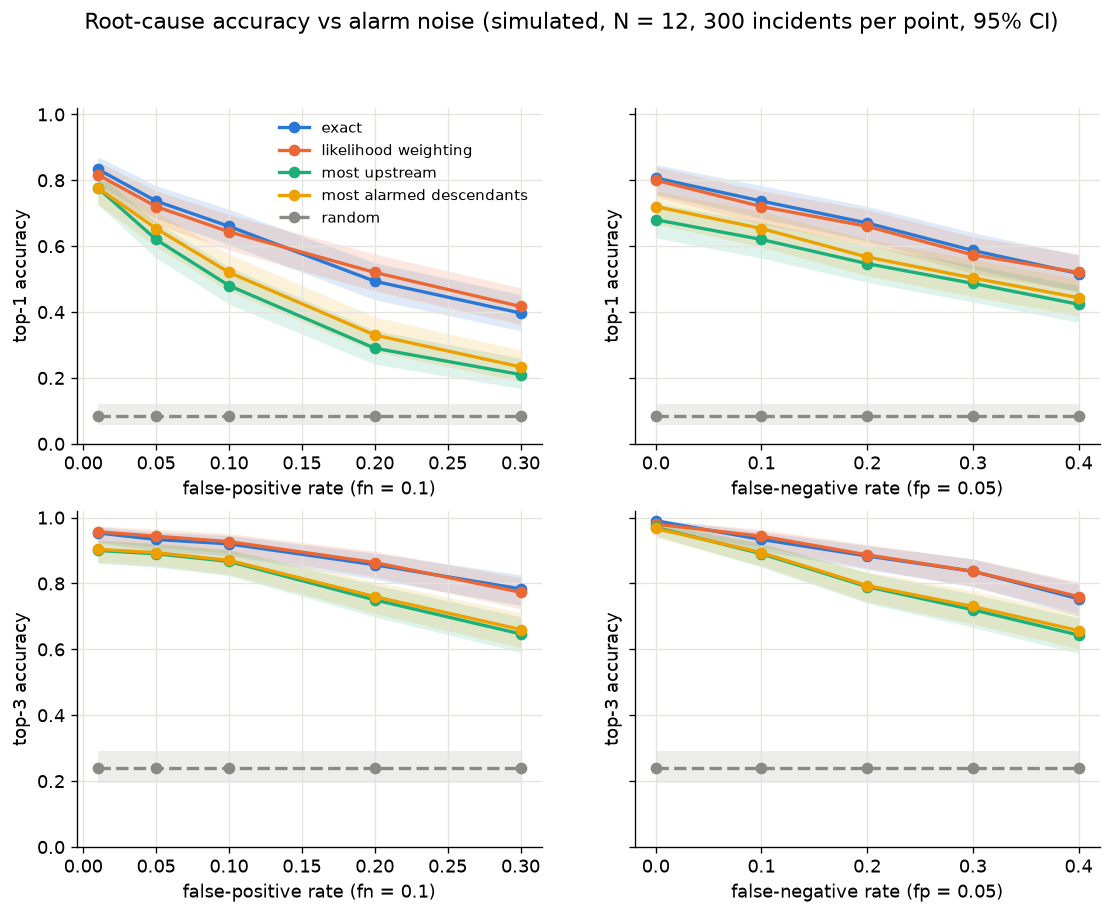 Root-cause accuracy vs alarm noise (simulated, N = 12, 300 incidents per point, 95% CI)
1.0
0.8
0.6
0.4
0.2
0.0
top-1 accuracy
exact
likelihood weighting
most upstream
most alarmed descendants
random
0.00 0.05 0.10 0.15 0.20 0.25 0.30
false-positive rate (fn = 0.1)
top-1 accuracy
0.0 0.1 0.2 0.3 0.4
false-negative rate (fp = 0.05)
1.0
0.8
0.6
0.4
0.2
0.0
top-3 accuracy
0.00 0.05 0.10 0.15 0.20 0.25 0.30
false-positive rate (fn = 0.1)
top-3 accuracy
0.0 0.1 0.2 0.3 0.4
false-negative rate (fp = 0.05)